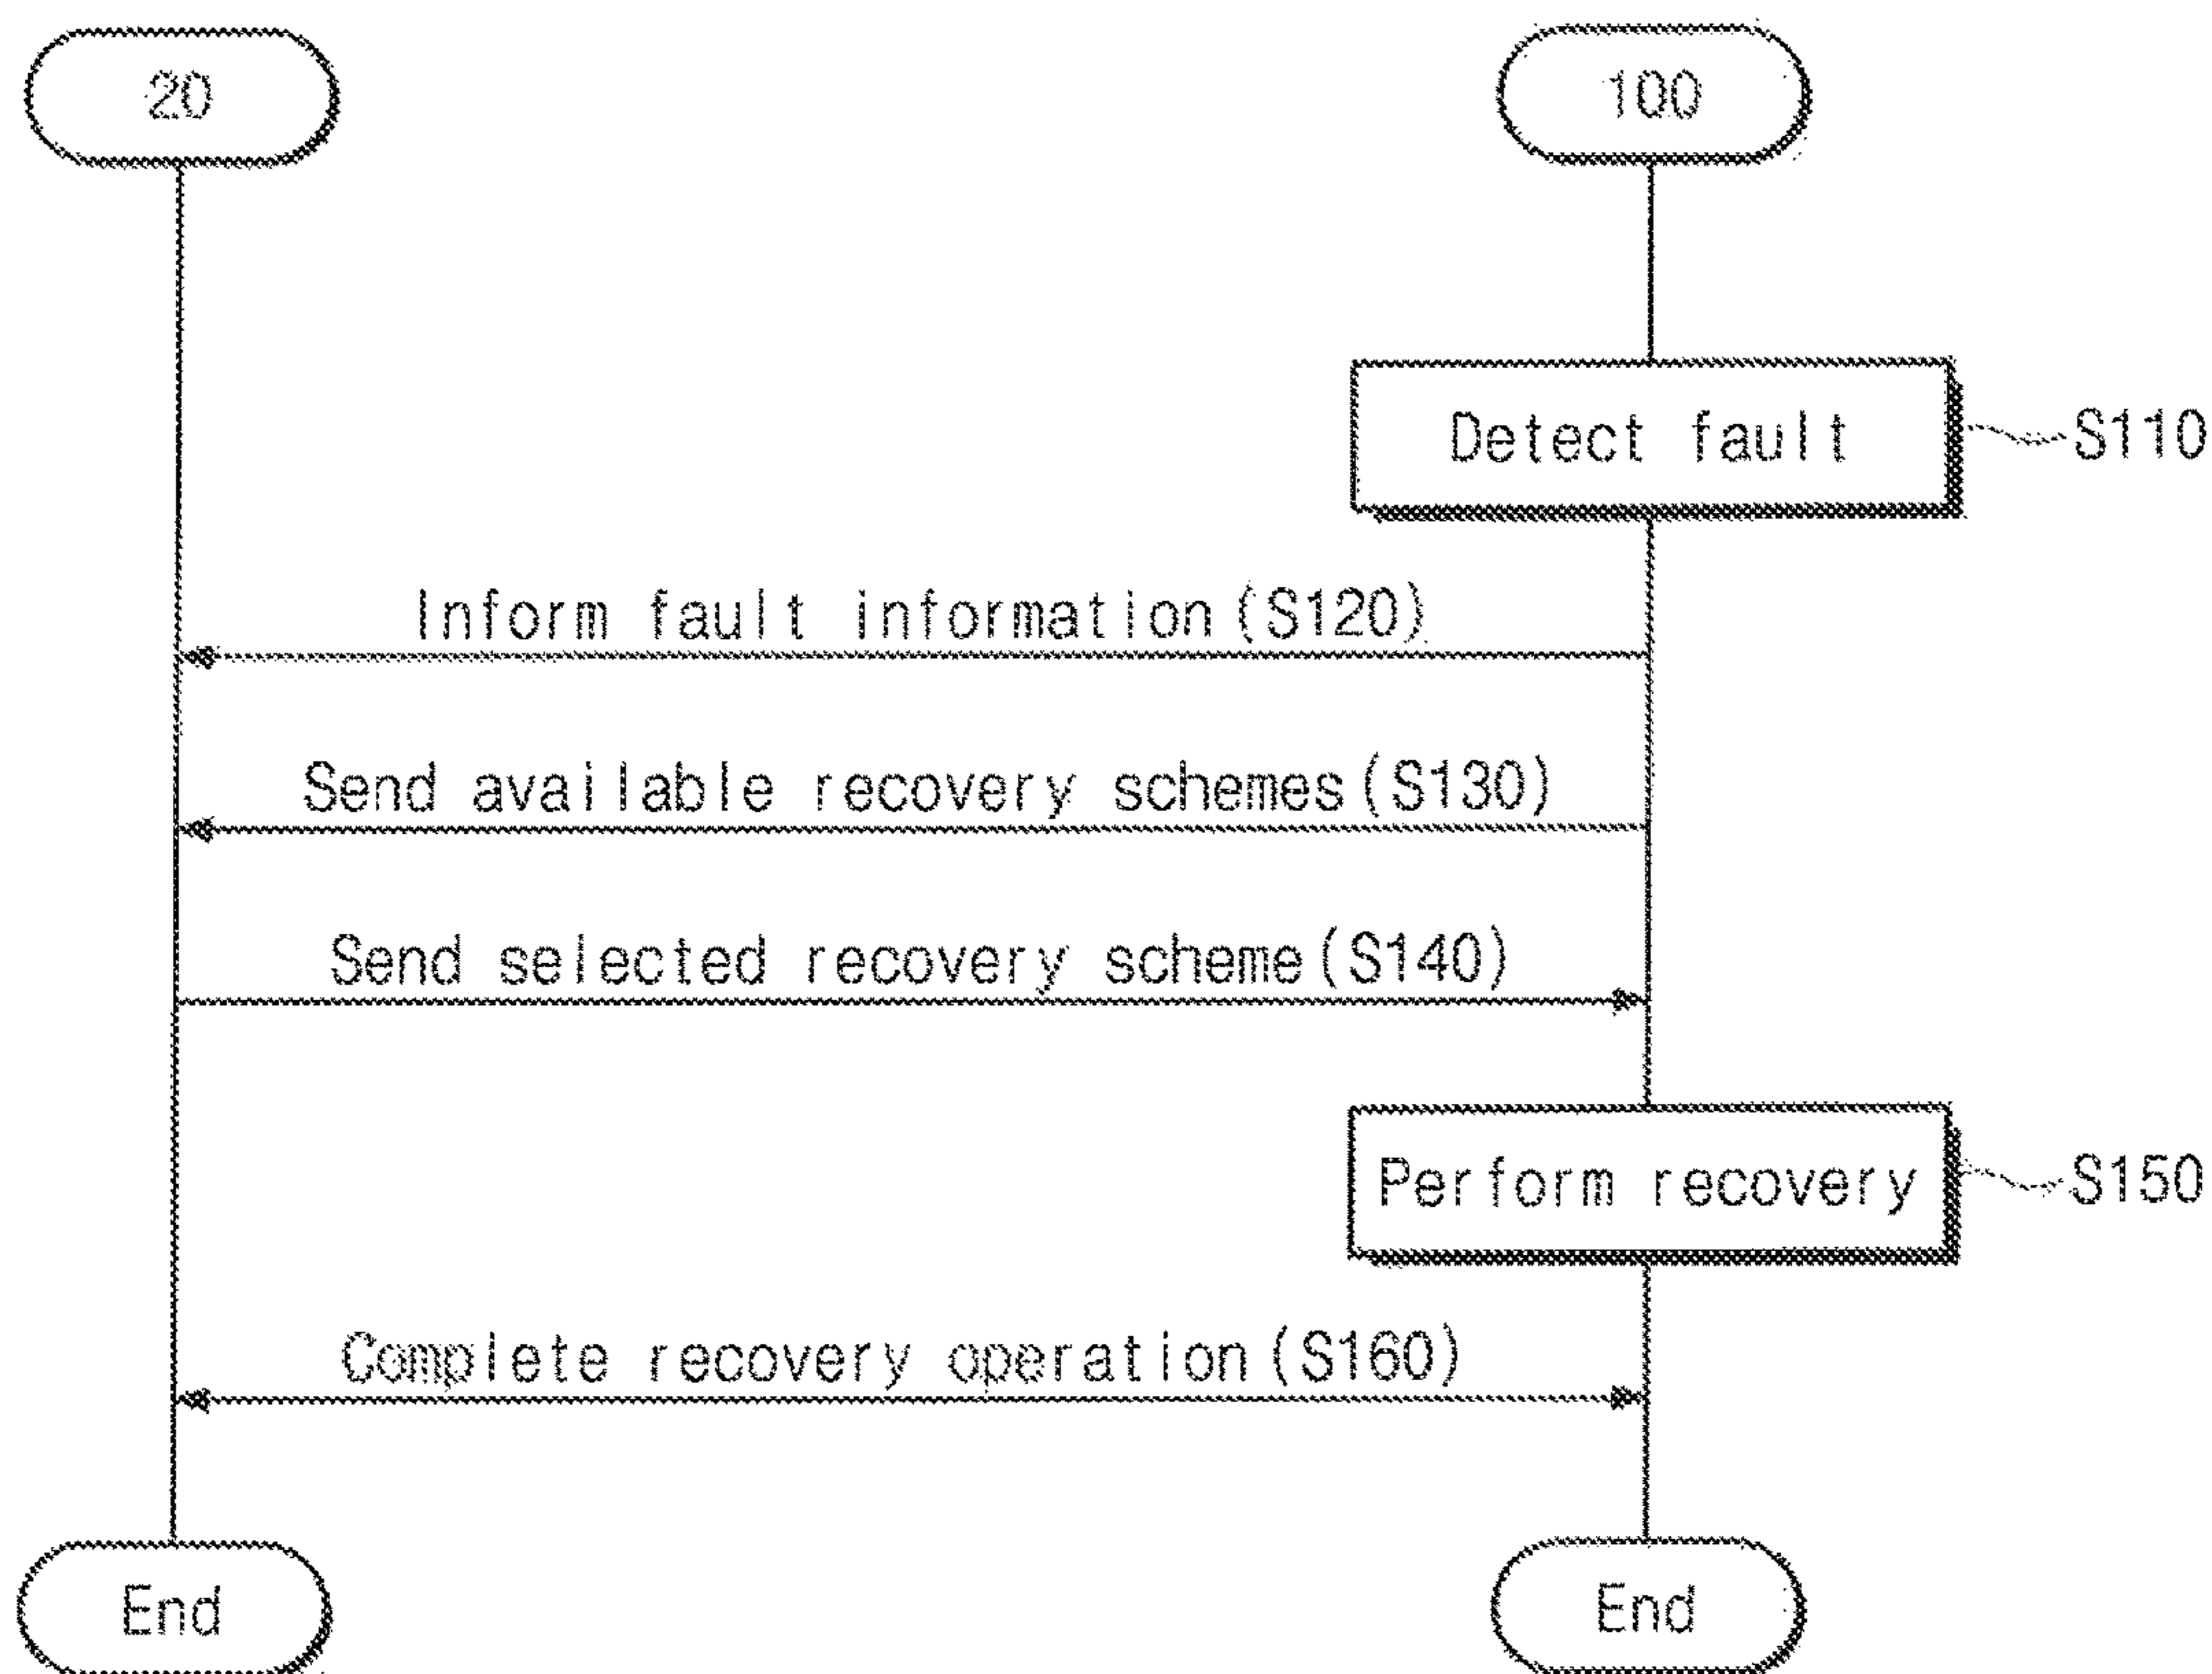 20
100
Detect fault
S110
Inform fault information(S120)
Send available recovery schemes(S130)
Send selected recovery scheme(S140)
Perform recovery
S150
Complete recovery operation(S160)
End
End